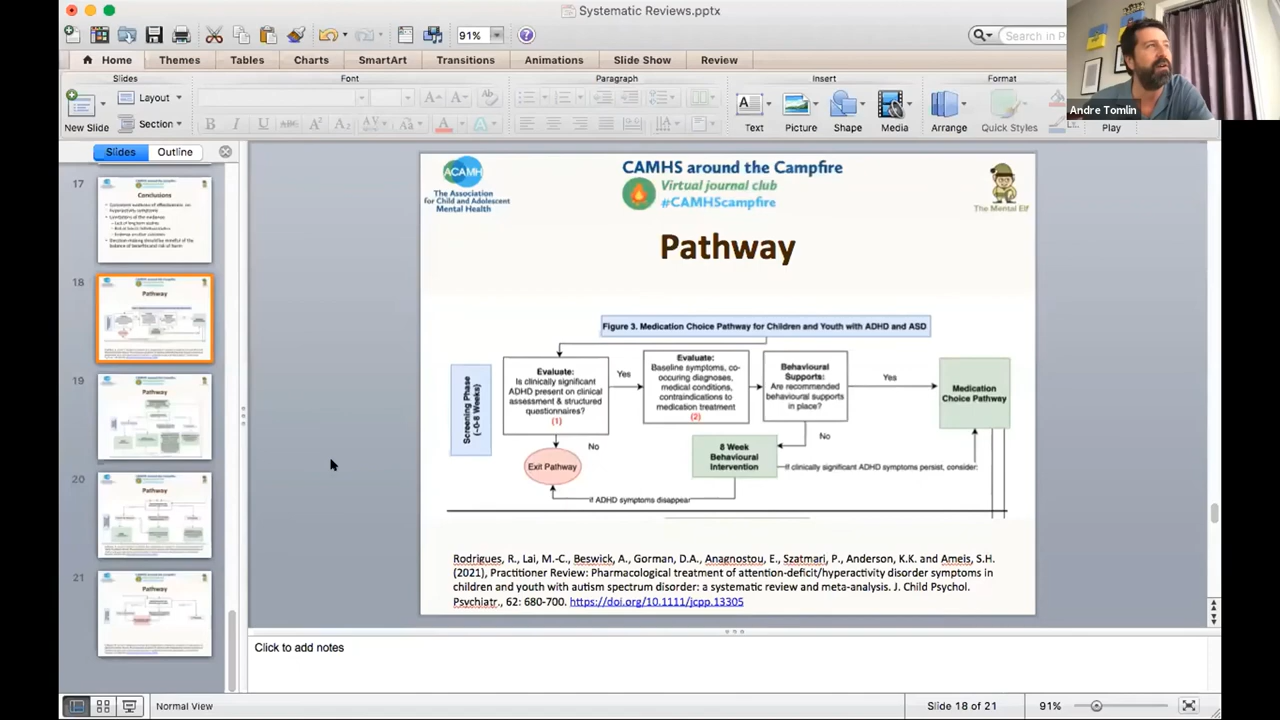 Systematic Reviews.pptx
91%
Search in P
Home
Themes
Tables
Charts
SmartArt
Transitions
Animations
Slide Show
Review
Slides
Font
Paragraph
Insert
Format
New Slide
Layout
Section
Text
Picture
Shape
Media
Arrange
Quick Styles
Play
Andre Tomlin
Slides
Outline
17
Conclusions
18
Pathway
19
Pathway
20
Pathway
21
Pathway
ACAMH
The Association
for Child and Adolescent
Mental Health
CAMHS around the Campfire
Virtual journal club
#CAMHScampfire
The Mental Elf
Pathway
Figure 3. Medication Choice Pathway for Children and Youth with ADHD and ASD
Screening Phase
(~0-8 Weeks)
Evaluate:
Is clinically significant
ADHD present on clinical
assessment & structured
questionnaires?
(1)
Yes
Evaluate:
Baseline symptoms, co-
occuring diagnoses,
medical conditions,
contraindications to
medication treatment
(2)
Behavioural
Supports:
Are recommended
behavioural supports
in place?
Yes
Medication
Choice Pathway
No
Exit Pathway
No
8 Week
Behavioural
Intervention
If clinically significant ADHD symptoms persist, consider:
if ADHD symptoms disappear
Rodrigues, R., Lai, M.-C., Beswick, A., Gorman, D.A., Anagnostou, E., Szatmari, P., Anderson, K.K. and Ameis, S.H.
(2021), Practitioner Review: Pharmacological treatment of attention-deficit/hyperactivity disorder symptoms in
children and youth with autism spectrum disorder: a systematic review and meta-analysis. J. Child Psychol.
Psychiatr., 62: 680-700. https://doi.org/10.1111/jcpp.13305
Click to add notes
Normal View
Slide 18 of 21
91%